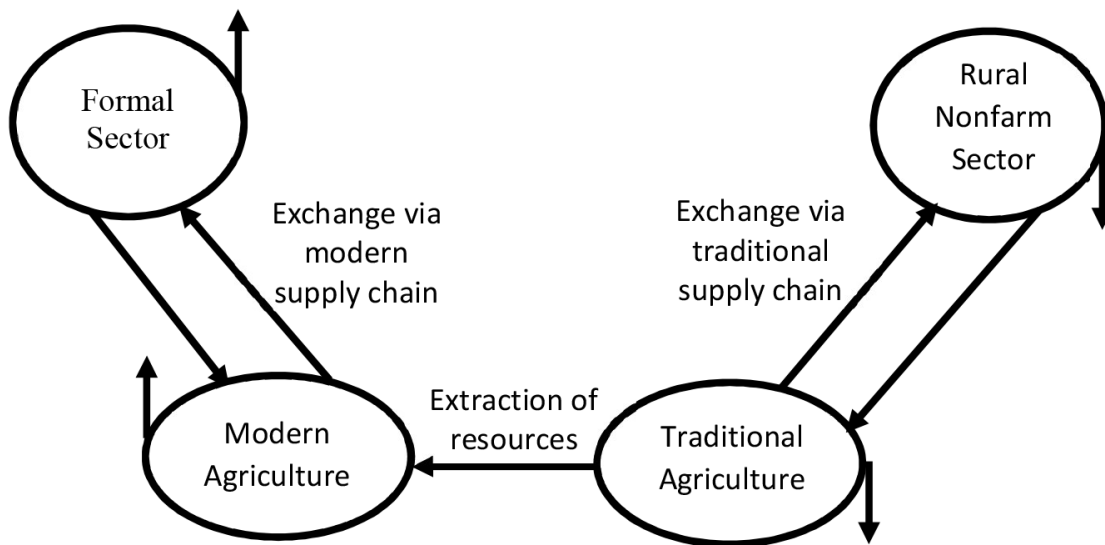 Formal
Sector
Rural
Nonfarm
Sector
Exchange via
modern
supply chain
Exchange via
traditional
supply chain
Modern
Agriculture
Extraction of
resources
Traditional
Agriculture